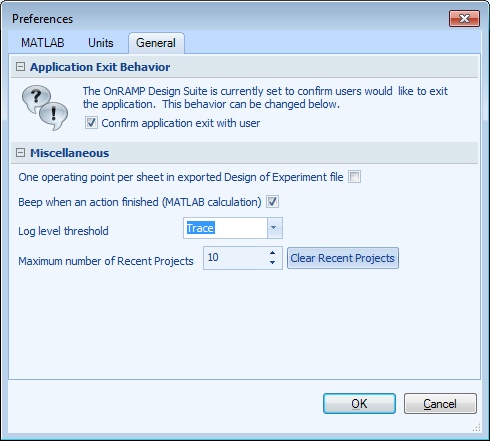 Preferences
MATLAB Units General
Application Exit Behavior
The OnRAMP Design Suite is currently set to confirm users would like to exit
the application. This behavior can be changed below.
Confirm application exit with user
Miscellaneous
One operating point per sheet in exported Design of Experiment file
Beep when an action finished (MATLAB calculation)
Log level threshold Trace
Maximum number of Recent Projects 10 Clear Recent Projects
OK Cancel